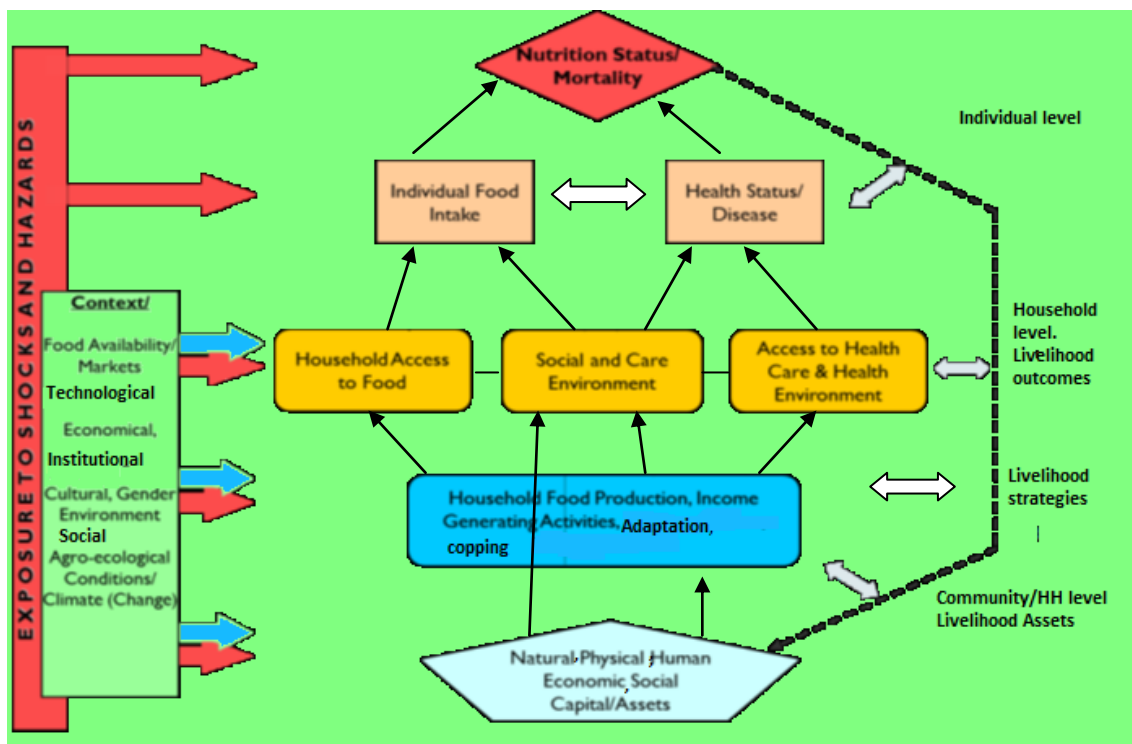 EXPOSURE TO SHOCKS AND HAZARDS
Context/
Food Availability/
Markets
Technological
Economical,
Institutional
Cultural, Gender
Environment
Social
Agro-ecological
Conditions/
Climate (Change)
Nutrition Status/
Mortality
Individual level
Individual Food
Intake
Health Status/
Disease
Household Access
to Food
Social and Care
Environment
Access to Health
Care & Health
Environment
Household
level.
Livelihood
outcomes
Household Food Production, Income
Generating Activities, Adaptation,
copping
Livelihood
strategies
Natural, Physical, Human
Economic, Social
Capital/Assets
Community/HH level
Livelihood Assets